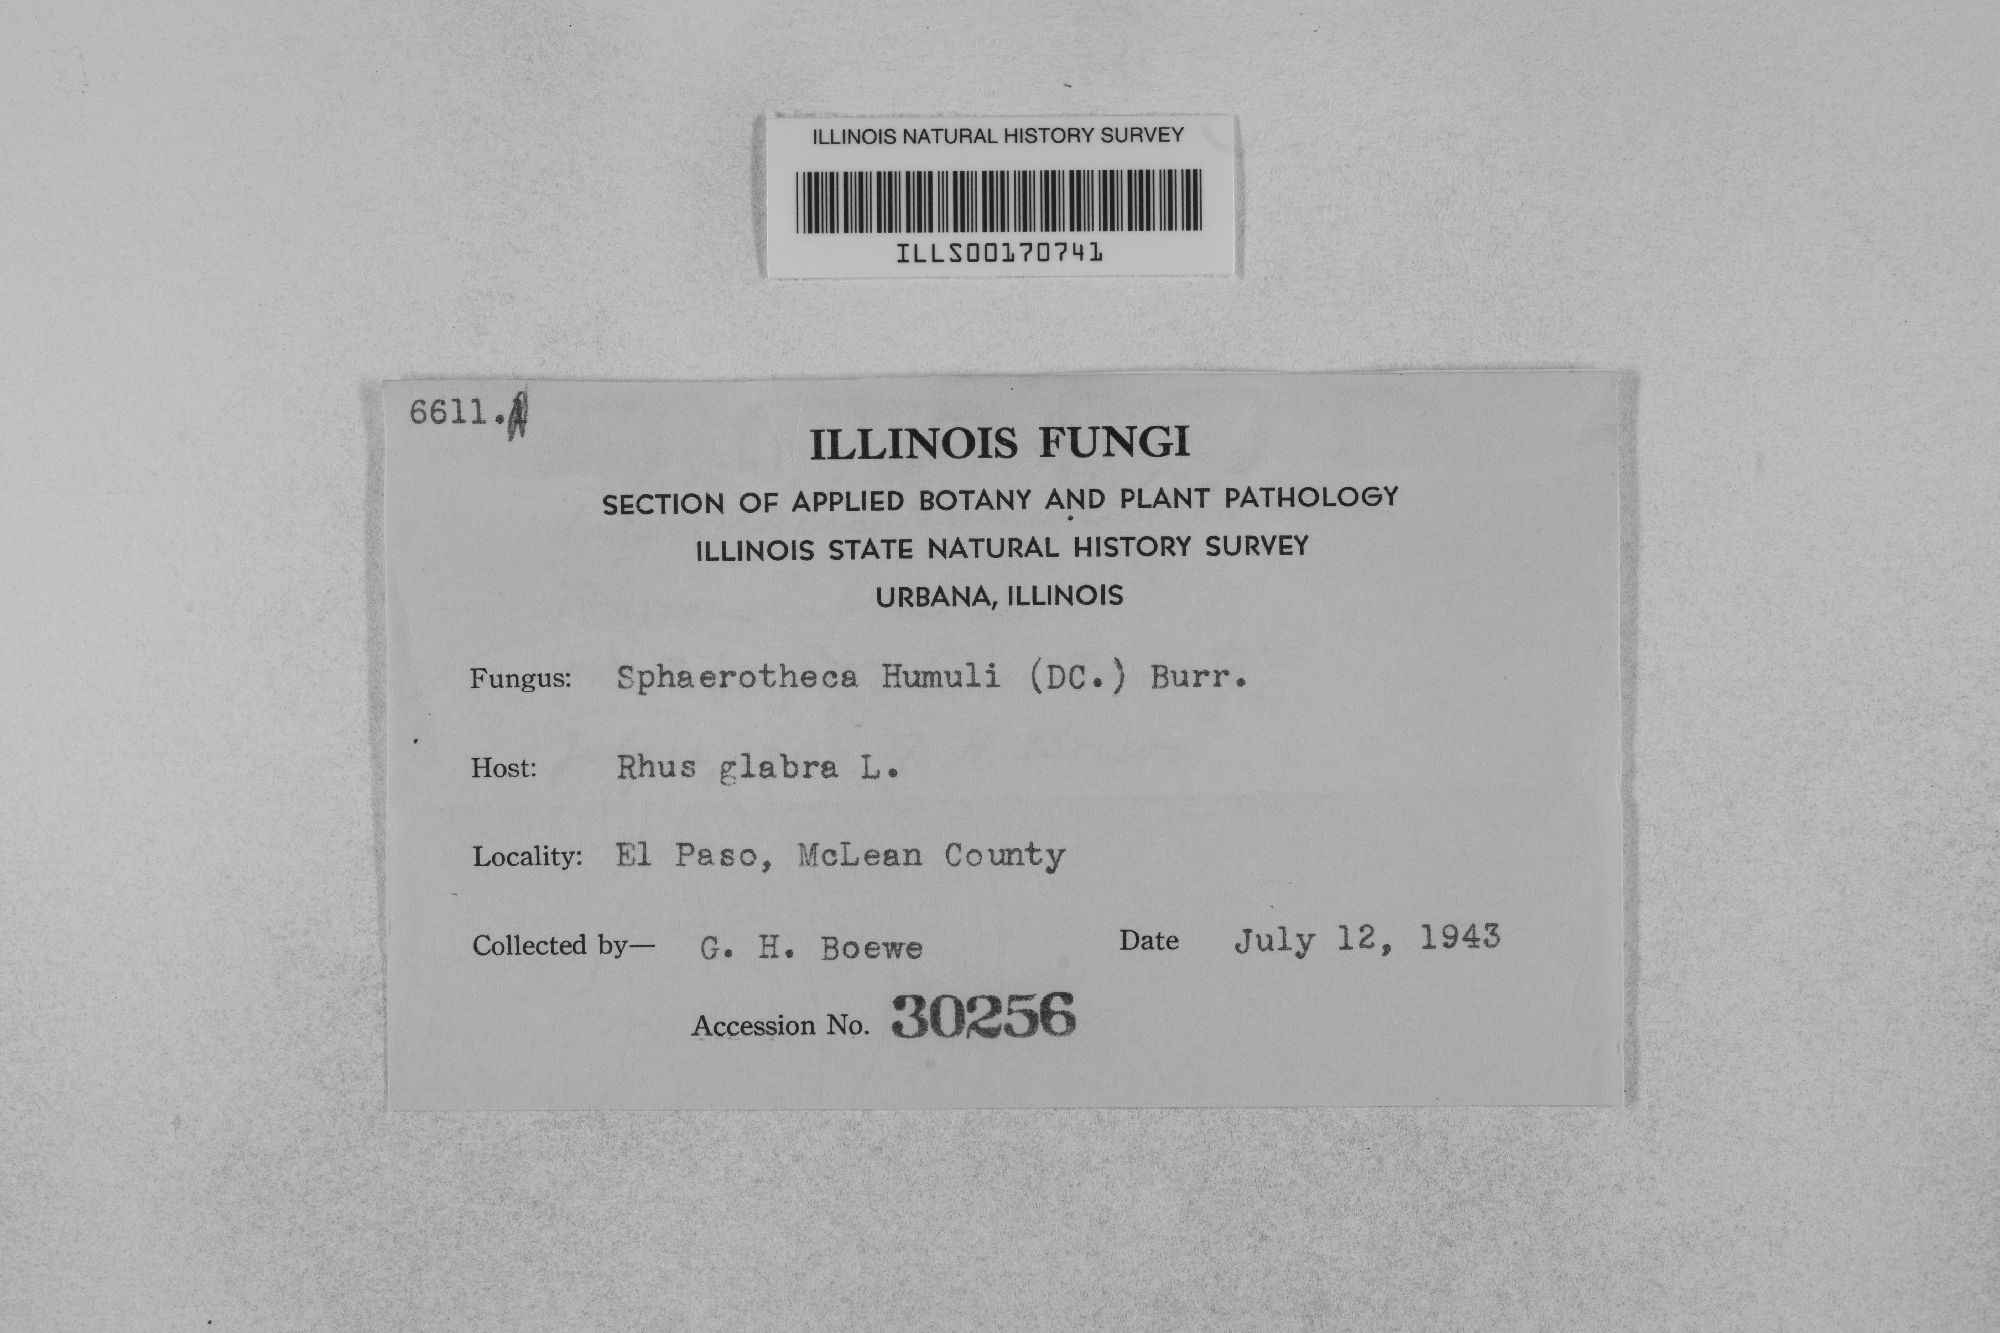 ILLINOIS NATURAL HISTORY SURVEY
ILLS00170741
6611.
ILLINOIS FUNGI
SECTION OF APPLIED BOTANY AND PLANT PATHOLOGY
ILLINOIS STATE NATURAL HISTORY SURVEY
URBANA, ILLINOIS
Fungus: Sphaerotheca Humuli (DC.) Burr.
Host: Rhus glabra L.
Locality: El Paso, McLean County
Collected by— G. H. Boewe Date July 12, 1943
Accession No. 30256